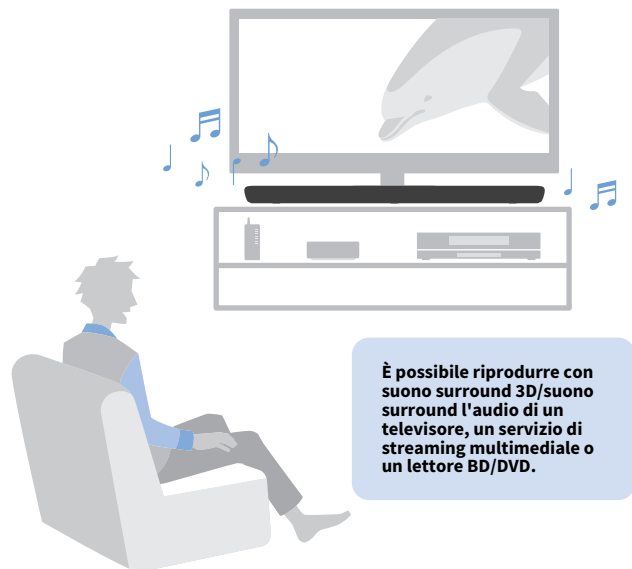 È possibile riprodurre con
suono surround 3D/suono
surround l'audio di un
televisore, un servizio di
streaming multimediale o
un lettore BD/DVD.